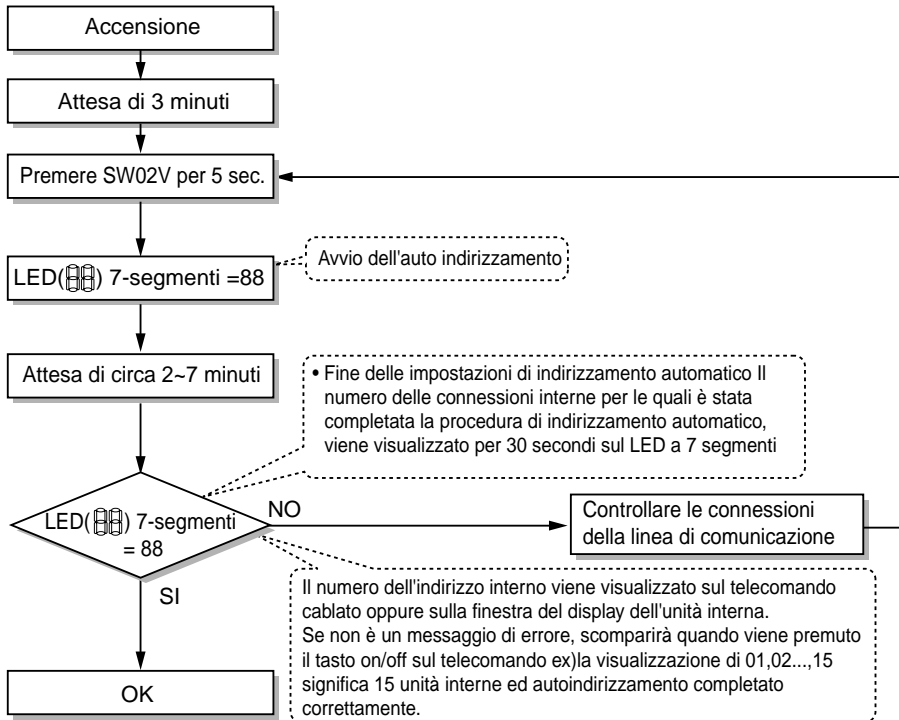 Accensione
Attesa di 3 minuti
Premere SW02V per 5 sec.
LED(88) 7-segmenti =88
Avvio dell'auto indirizzamento
Attesa di circa 2~7 minuti
• Fine delle impostazioni di indirizzamento automatico Il
numero delle connessioni interne per le quali è stata
completata la procedura di indirizzamento automatico,
viene visualizzato per 30 secondi sul LED a 7 segmenti
LED(88) 7-segmenti
= 88
NO
Controllare le connessioni
della linea di comunicazione
SI
Il numero dell'indirizzo interno viene visualizzato sul telecomando
cablato oppure sulla finestra del display dell'unità interna.
Se non è un messaggio di errore, scomparirà quando viene premuto
il tasto on/off sul telecomando ex)la visualizzazione di 01,02...,15
significa 15 unità interne ed autoindirizzamento completato
correttamente.
OK